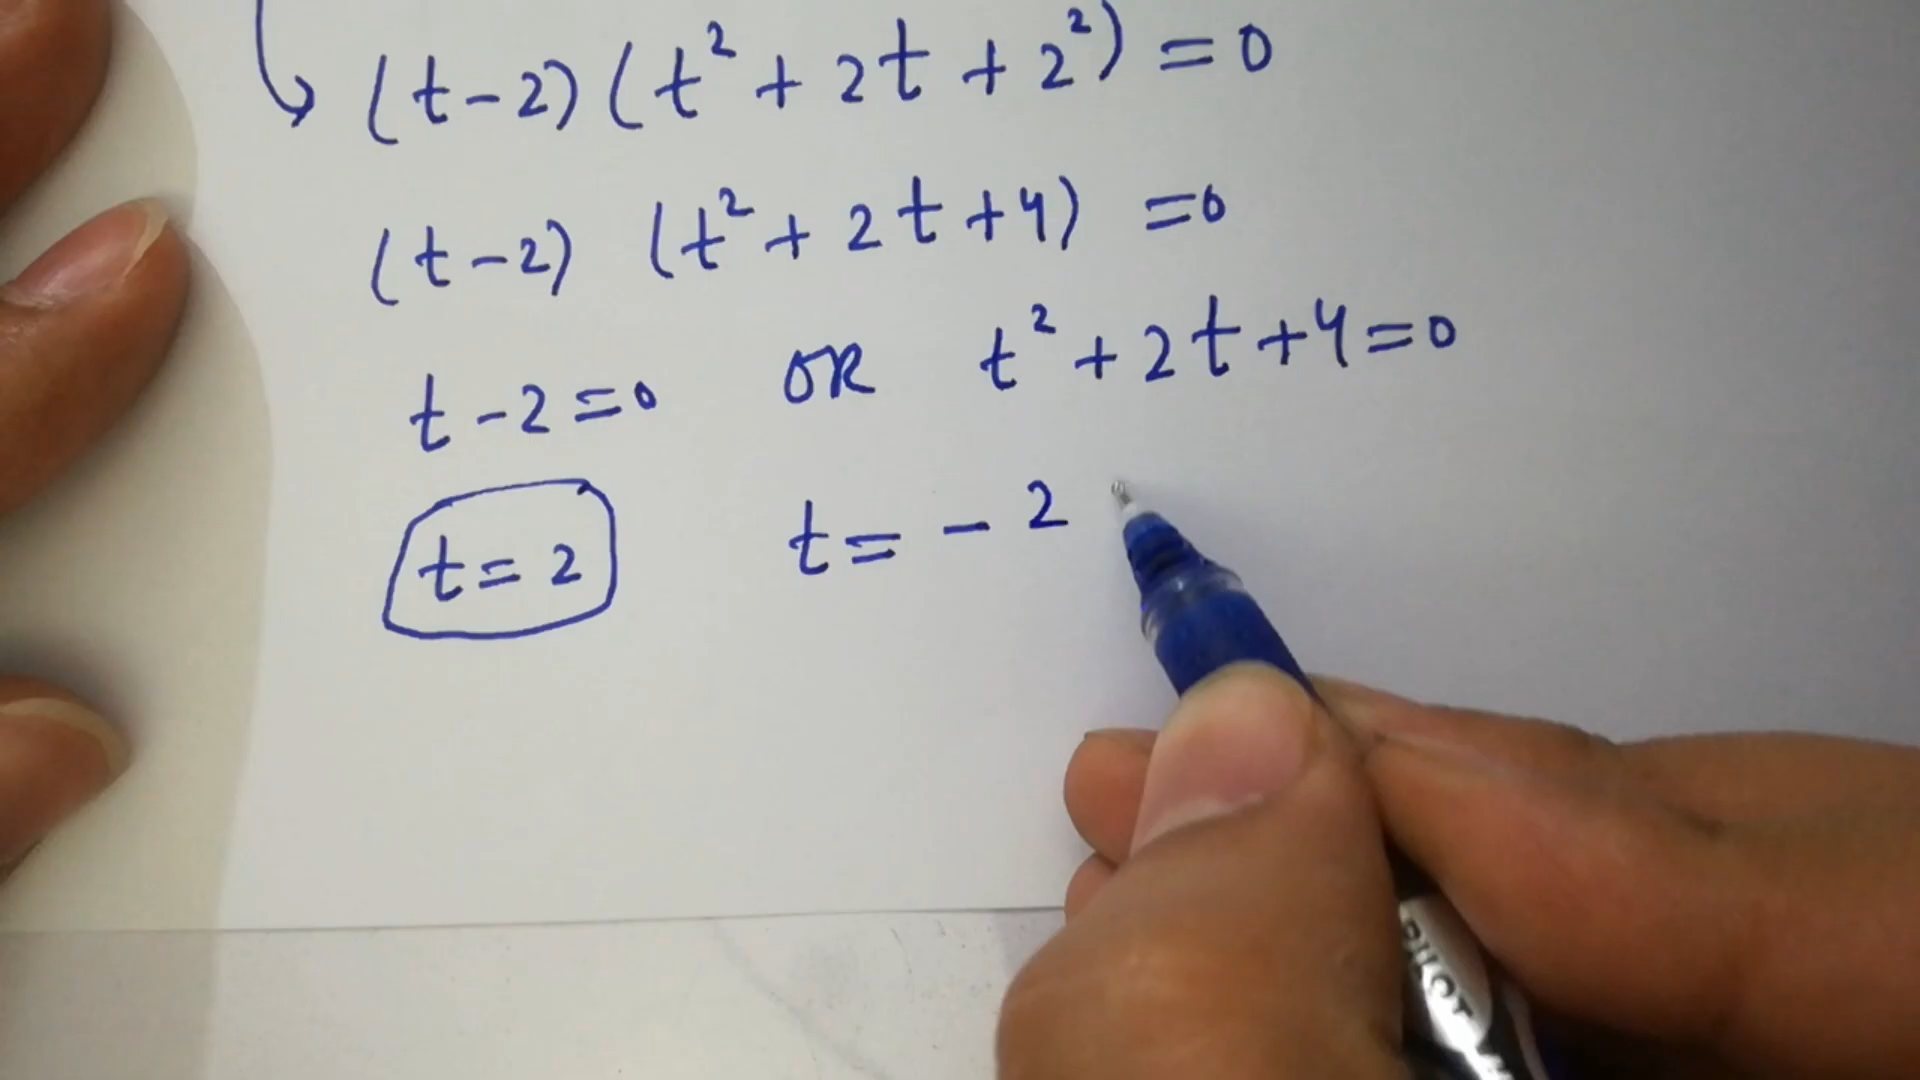 (t-2)(t²+2t+2²)=0
(t-2) (t²+2t+4) =0
t-2=0 OR t²+2t+4=0
t=2 t=-2
PILOT